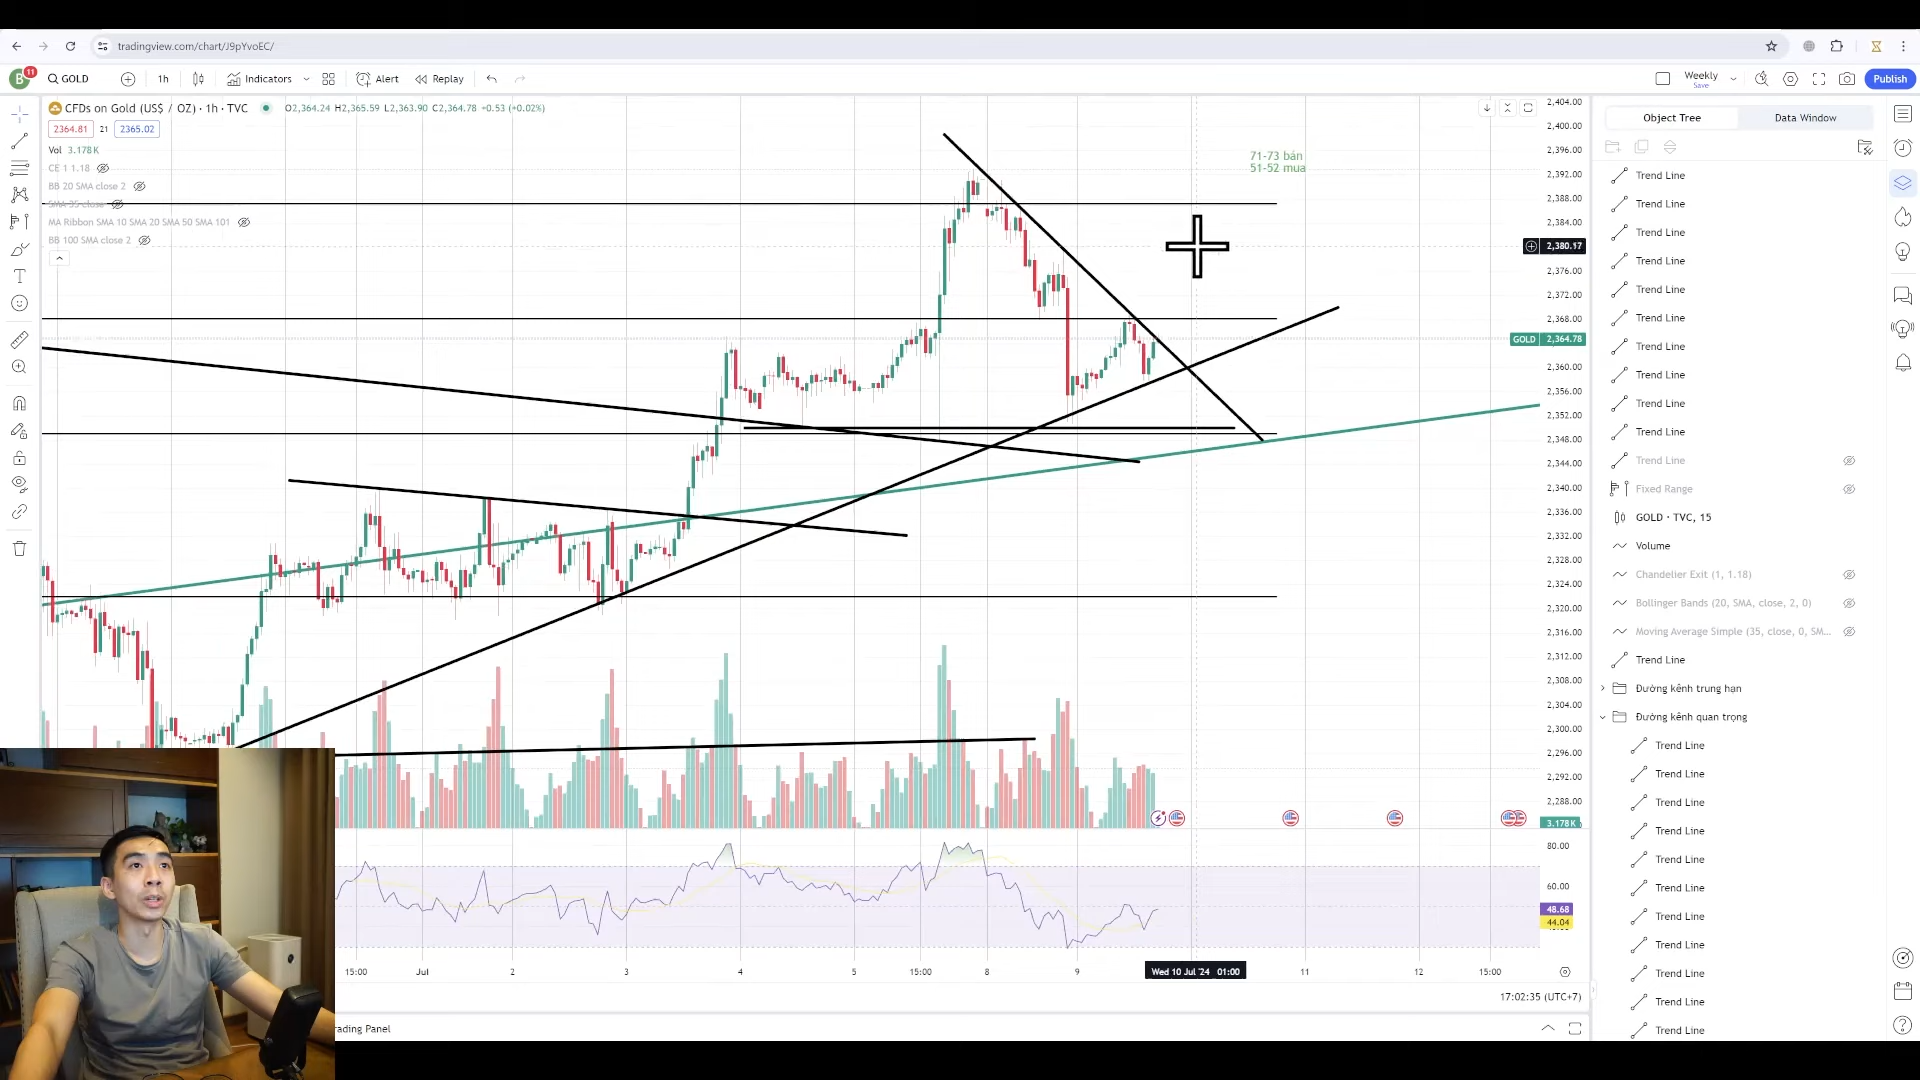 tradingview.com/chart/J9pYvoEC/
B 11 GOLD 1h Indicators Alert Replay Weekly Save Publish
CFDs on Gold (US$ / OZ) · 1h · TVC O2,364.24 H2,365.59 L2,363.90 C2,364.78 +0.53 (+0.02%)
2364.81 21 2365.02
Vol 3.178K
CE 1 1.18
BB 20 SMA close 2
SMA 35 close
MA Ribbon SMA 10 SMA 20 SMA 50 SMA 101
BB 100 SMA close 2
71-73 bán
51-52 mua
2,404.00
2,400.00
2,396.00
2,392.00
2,388.00
2,384.00
2,380.17
2,376.00
2,372.00
2,368.00
GOLD 2,364.78
2,360.00
2,356.00
2,352.00
2,348.00
2,344.00
2,340.00
2,336.00
2,332.00
2,328.00
2,324.00
2,320.00
2,316.00
2,312.00
2,308.00
2,304.00
2,300.00
2,296.00
2,292.00
2,288.00
3.178K
80.00
60.00
48.68
44.04
15:00 Jul 2 3 4 5 15:00 8 9 Wed 10 Jul '24 01:00 11 12 15:00
17:02:35 (UTC+7)
rading Panel
Object Tree Data Window
Trend Line
Trend Line
Trend Line
Trend Line
Trend Line
Trend Line
Trend Line
Trend Line
Trend Line
Trend Line
Trend Line
Fixed Range
GOLD · TVC, 15
Volume
Chandelier Exit (1, 1.18)
Bollinger Bands (20, SMA, close, 2, 0)
Moving Average Simple (35, close, 0, SM...
Trend Line
Đường kênh trung hạn
Đường kênh quan trọng
Trend Line
Trend Line
Trend Line
Trend Line
Trend Line
Trend Line
Trend Line
Trend Line
Trend Line
Trend Line
Trend Line